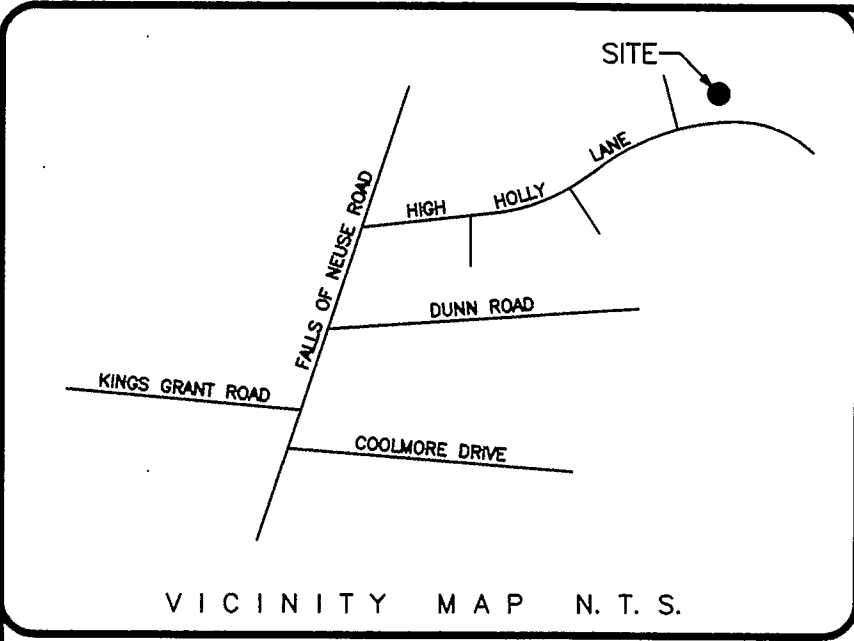 SITE
HIGH HOLLY LANE
FALLS OF NEUSE ROAD
DUNN ROAD
KINGS GRANT ROAD
COOLMORE DRIVE
VICINITY MAP N.T.S.